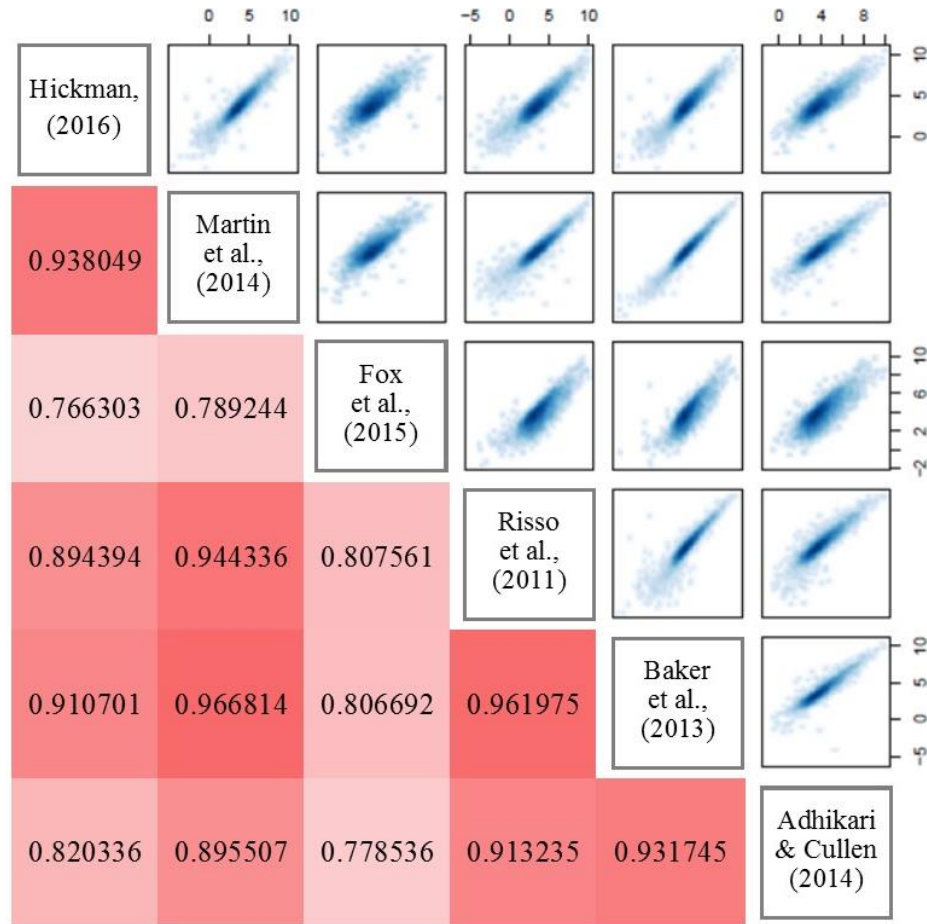 0 5 10
-5 0 5 10
0 4 8
Hickman,
(2016)
10
5
0
0.938049
Martin
et al.,
(2014)
0.766303 0.789244
Fox
et al.,
(2015)
10
6
2
-2
0.894394 0.944336 0.807561
Risso
et al.,
(2011)
0.910701 0.966814 0.806692 0.961975
Baker
et al.,
(2013)
10
5
0
-5
0.820336 0.895507 0.778536 0.913235 0.931745
Adhikari
& Cullen
(2014)